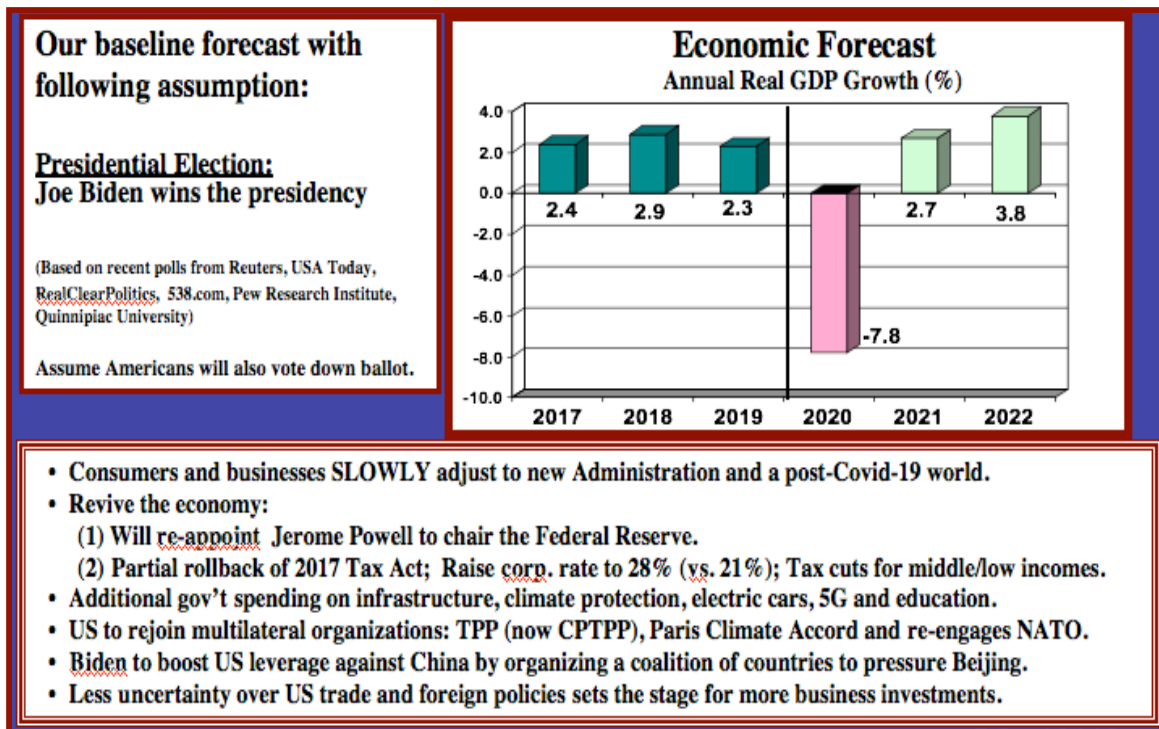 Our baseline forecast with
following assumption:
Presidential Election:
Joe Biden wins the presidency
(Based on recent polls from Reuters, USA Today,
RealClearPolitics, 538.com, Pew Research Institute,
Quinnipiac University)
Assume Americans will also vote down ballot.
Economic Forecast
Annual Real GDP Growth (%)
4.0
2.0
0.0
-2.0
-4.0
-6.0
-8.0
-10.0
2.4 2.9 2.3 -7.8 2.7 3.8
2017 2018 2019 2020 2021 2022
• Consumers and businesses SLOWLY adjust to new Administration and a post-Covid-19 world.
• Revive the economy:
(1) Will re-appoint Jerome Powell to chair the Federal Reserve.
(2) Partial rollback of 2017 Tax Act; Raise corp. rate to 28% (vs. 21%); Tax cuts for middle/low incomes.
• Additional gov't spending on infrastructure, climate protection, electric cars, 5G and education.
• US to rejoin multilateral organizations: TPP (now CPTPP), Paris Climate Accord and re-engages NATO.
• Biden to boost US leverage against China by organizing a coalition of countries to pressure Beijing.
• Less uncertainty over US trade and foreign policies sets the stage for more business investments.